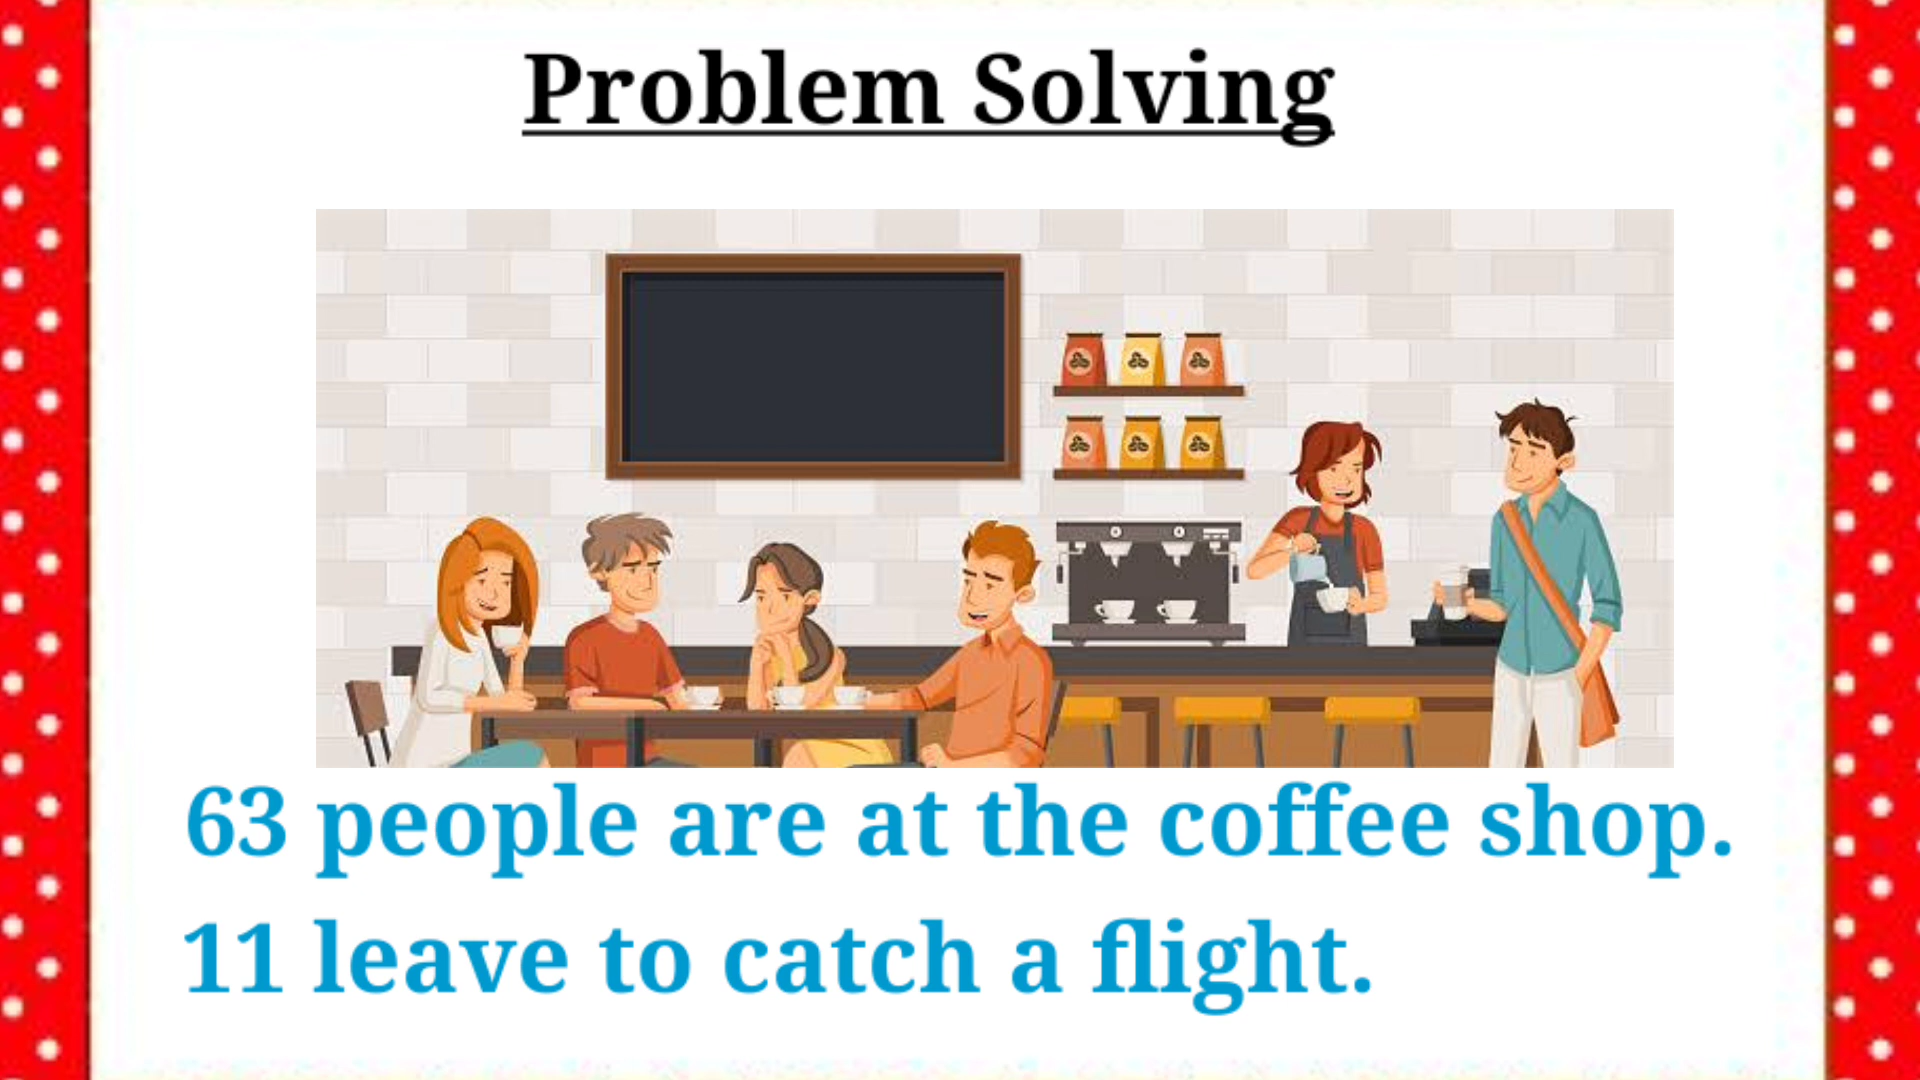 Problem Solving
63 people are at the coffee shop.
11 leave to catch a flight.